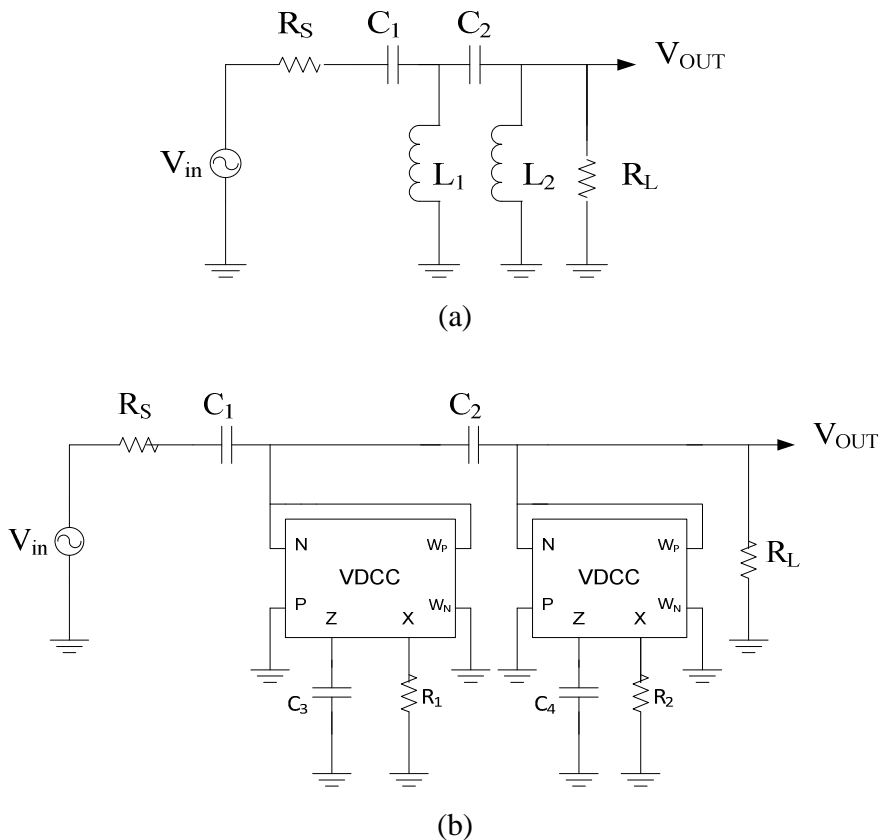 R_S C_1 C_2 V_OUT
V_in L_1 L_2 R_L
(a)
R_S C_1 C_2 V_OUT
V_in N W_P N W_P R_L
VDCC VDCC
P W_N P W_N
Z X Z X
C_3 R_1 C_4 R_2
(b)